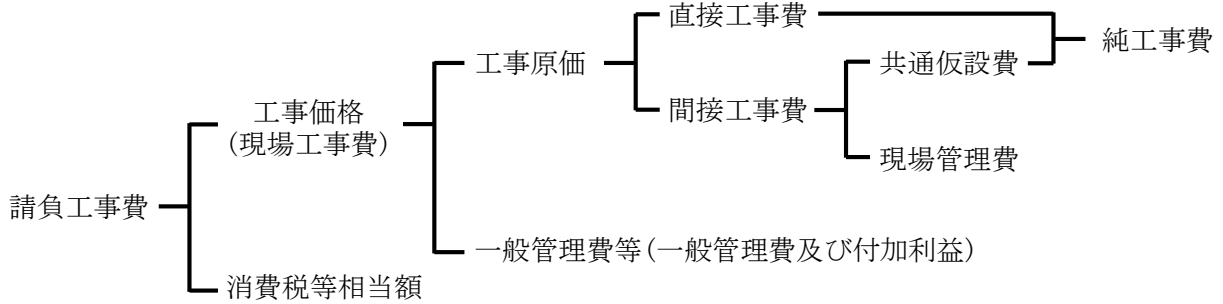 直接工事費
純工事費
工事原価
共通仮設費
工事価格
(現場工事費)
間接工事費
現場管理費
請負工事費
一般管理費等(一般管理費及び付加利益)
消費税等相当額